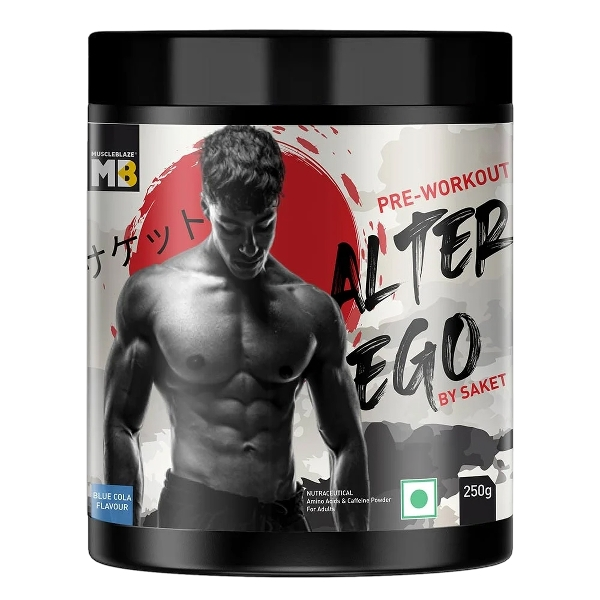 MUSCLEBLAZE®
MB
サケット
PRE-WORKOUT
ALTER
EGO
BY SAKET
BLUE COLA
FLAVOUR
NUTRACEUTICAL
Amino Acids & Caffeine Powder
For Adults
250g